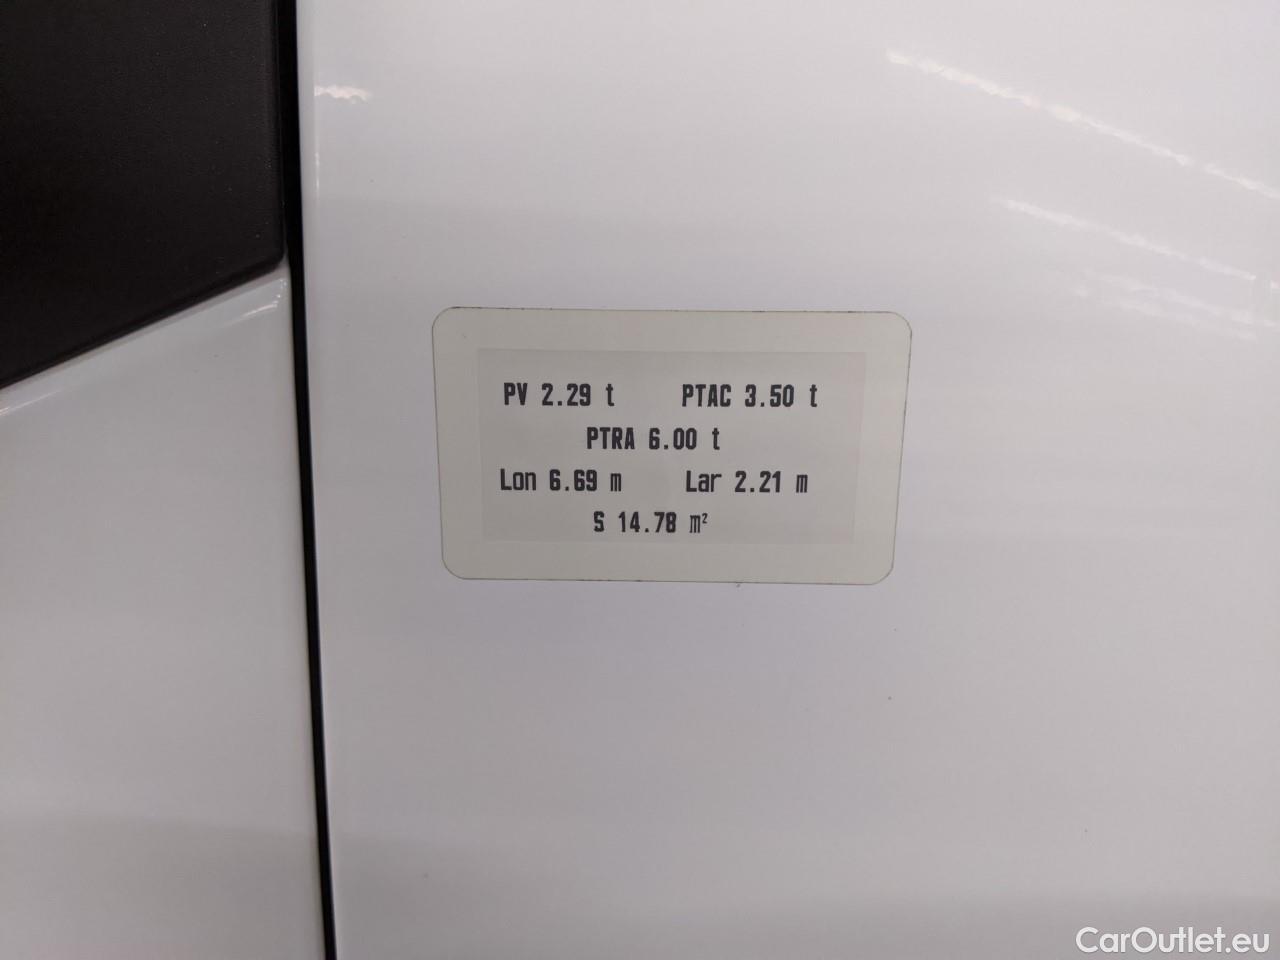 PV 2.29 t PTAC 3.50 t
PTRA 6.00 t
Lon 6.69 m Lar 2.21 m
S 14.78 m²
CarOutlet.eu